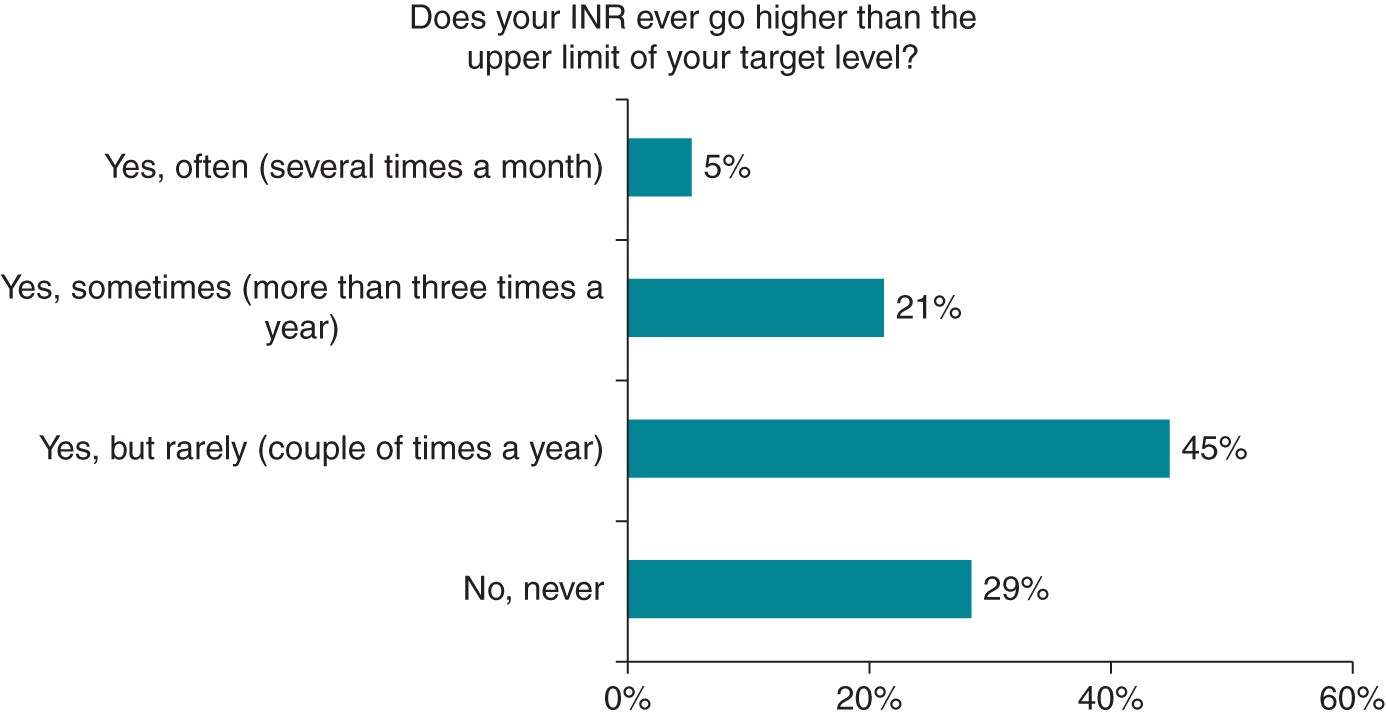 Does your INR ever go higher than the
upper limit of your target level?
Yes, often (several times a month)
5%
Yes, sometimes (more than three times a
year)
21%
Yes, but rarely (couple of times a year)
45%
No, never
29%
0%
20%
40%
60%